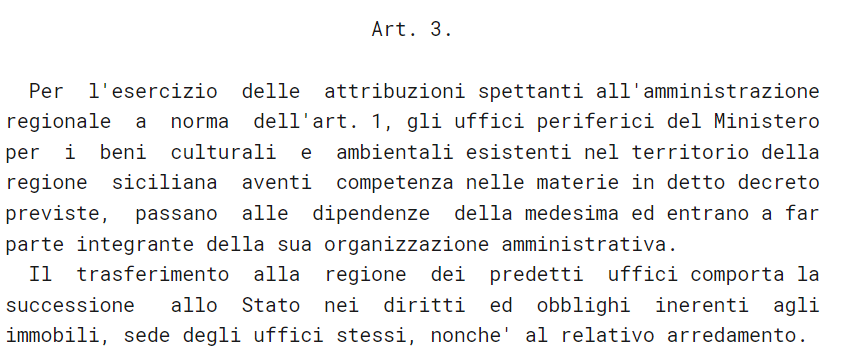 Art. 3.
Per l'esercizio delle attribuzioni spettanti all'amministrazione
regionale a norma dell'art. 1, gli uffici periferici del Ministero
per i beni culturali e ambientali esistenti nel territorio della
regione siciliana aventi competenza nelle materie in detto decreto
previste, passano alle dipendenze della medesima ed entrano a far
parte integrante della sua organizzazione amministrativa.
Il trasferimento alla regione dei predetti uffici comporta la
successione allo Stato nei diritti ed obblighi inerenti agli
immobili, sede degli uffici stessi, nonche' al relativo arredamento.